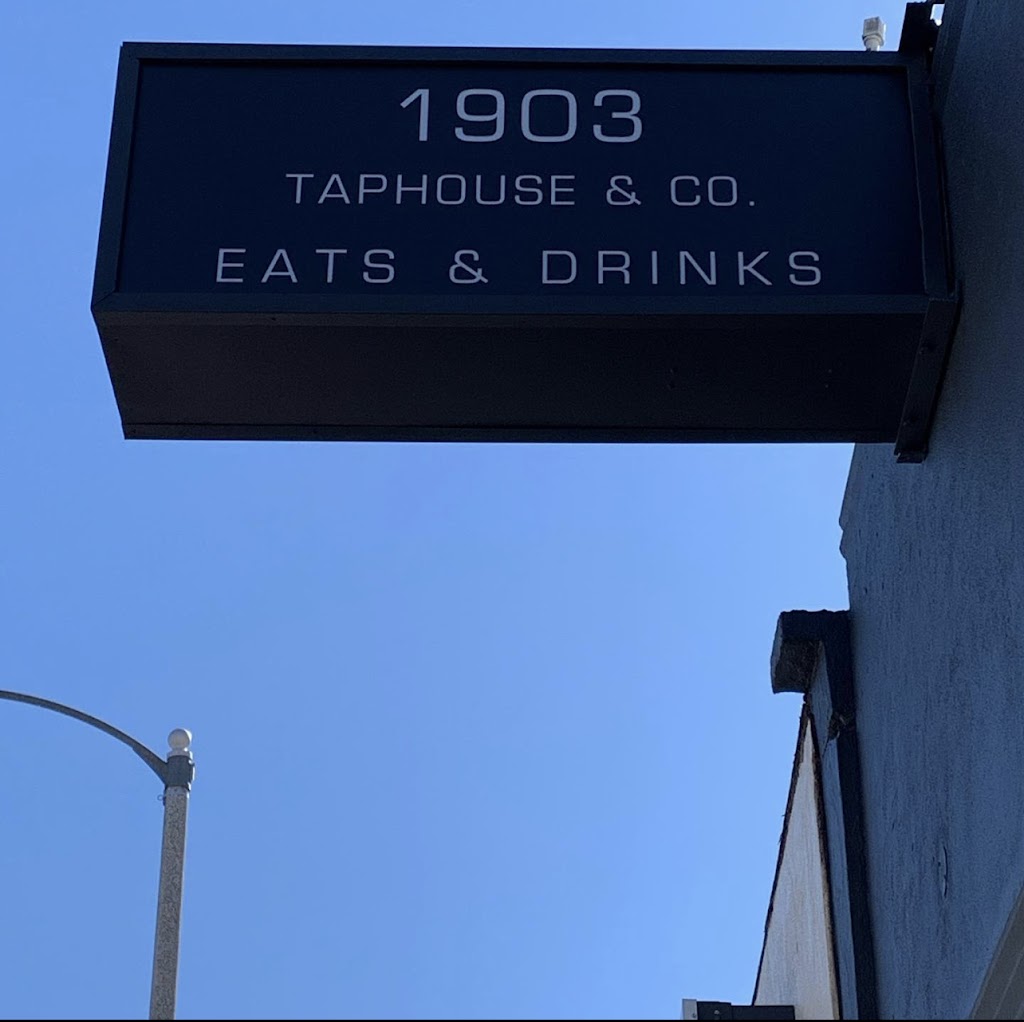 1903
TAPHOUSE & CO.
EATS & DRINKS